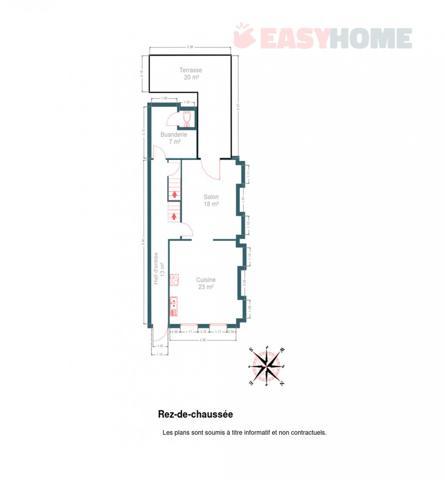 EASYHOME
Terrasse
20 m²
Buanderie
7 m²
Salon
18 m²
Hall d'entrée
13 m²
Cuisine
23 m²
Rez-de-chaussée
Les plans sont soumis à titre informatif et non contractuels.